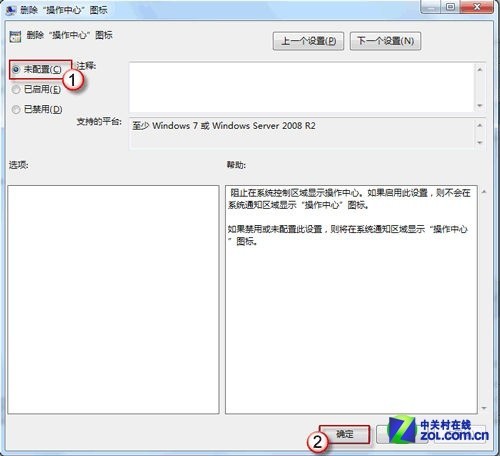 删除“操作中心”图标
删除“操作中心”图标
上一个设置(P)
下一个设置(N)
未配置(C)
注释:
1
已启用(E)
已禁用(D)
支持的平台:
至少 Windows 7 或 Windows Server 2008 R2
选项:
帮助:
阻止在系统控制区域显示操作中心。如果启用此设置，则不会在
系统通知区域显示“操作中心”图标。
如果禁用或未配置此设置，则将在系统通知区域显示“操作中心
”图标。
2
确定
中关村在线
zol.com.cn